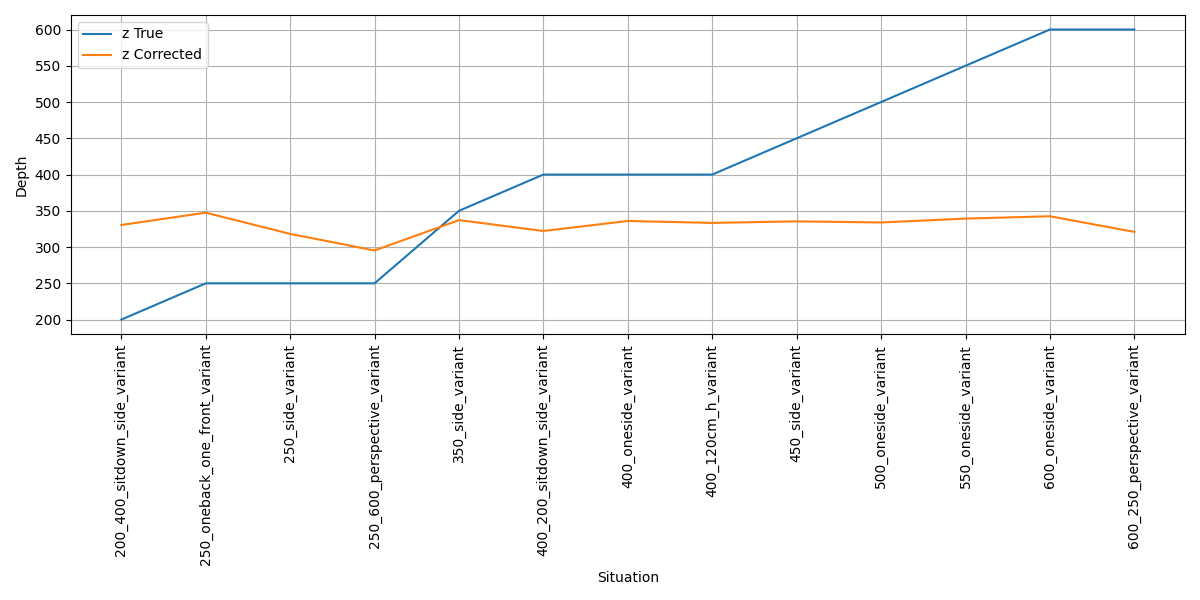 z True
z Corrected
600
550
500
450
400
350
300
250
200
Depth
200_400_sitdown_side_variant
250_oneback_one_front_variant
250_side_variant
250_600_perspective_variant
350_side_variant
400_200_sitdown_side_variant
400_oneside_variant
400_120cm_h_variant
450_side_variant
500_oneside_variant
550_oneside_variant
600_oneside_variant
600_250_perspective_variant
Situation